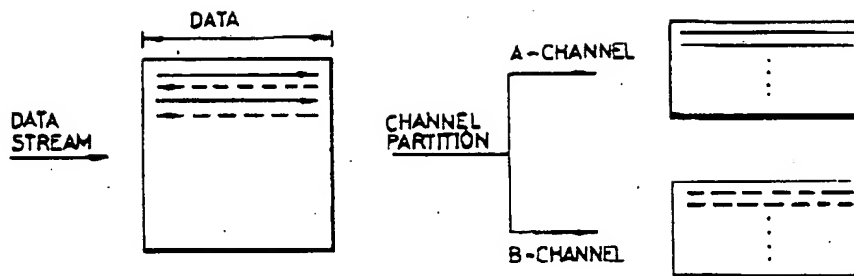 DATA
DATA
STREAM
CHANNEL
PARTITION
A-CHANNEL
B-CHANNEL